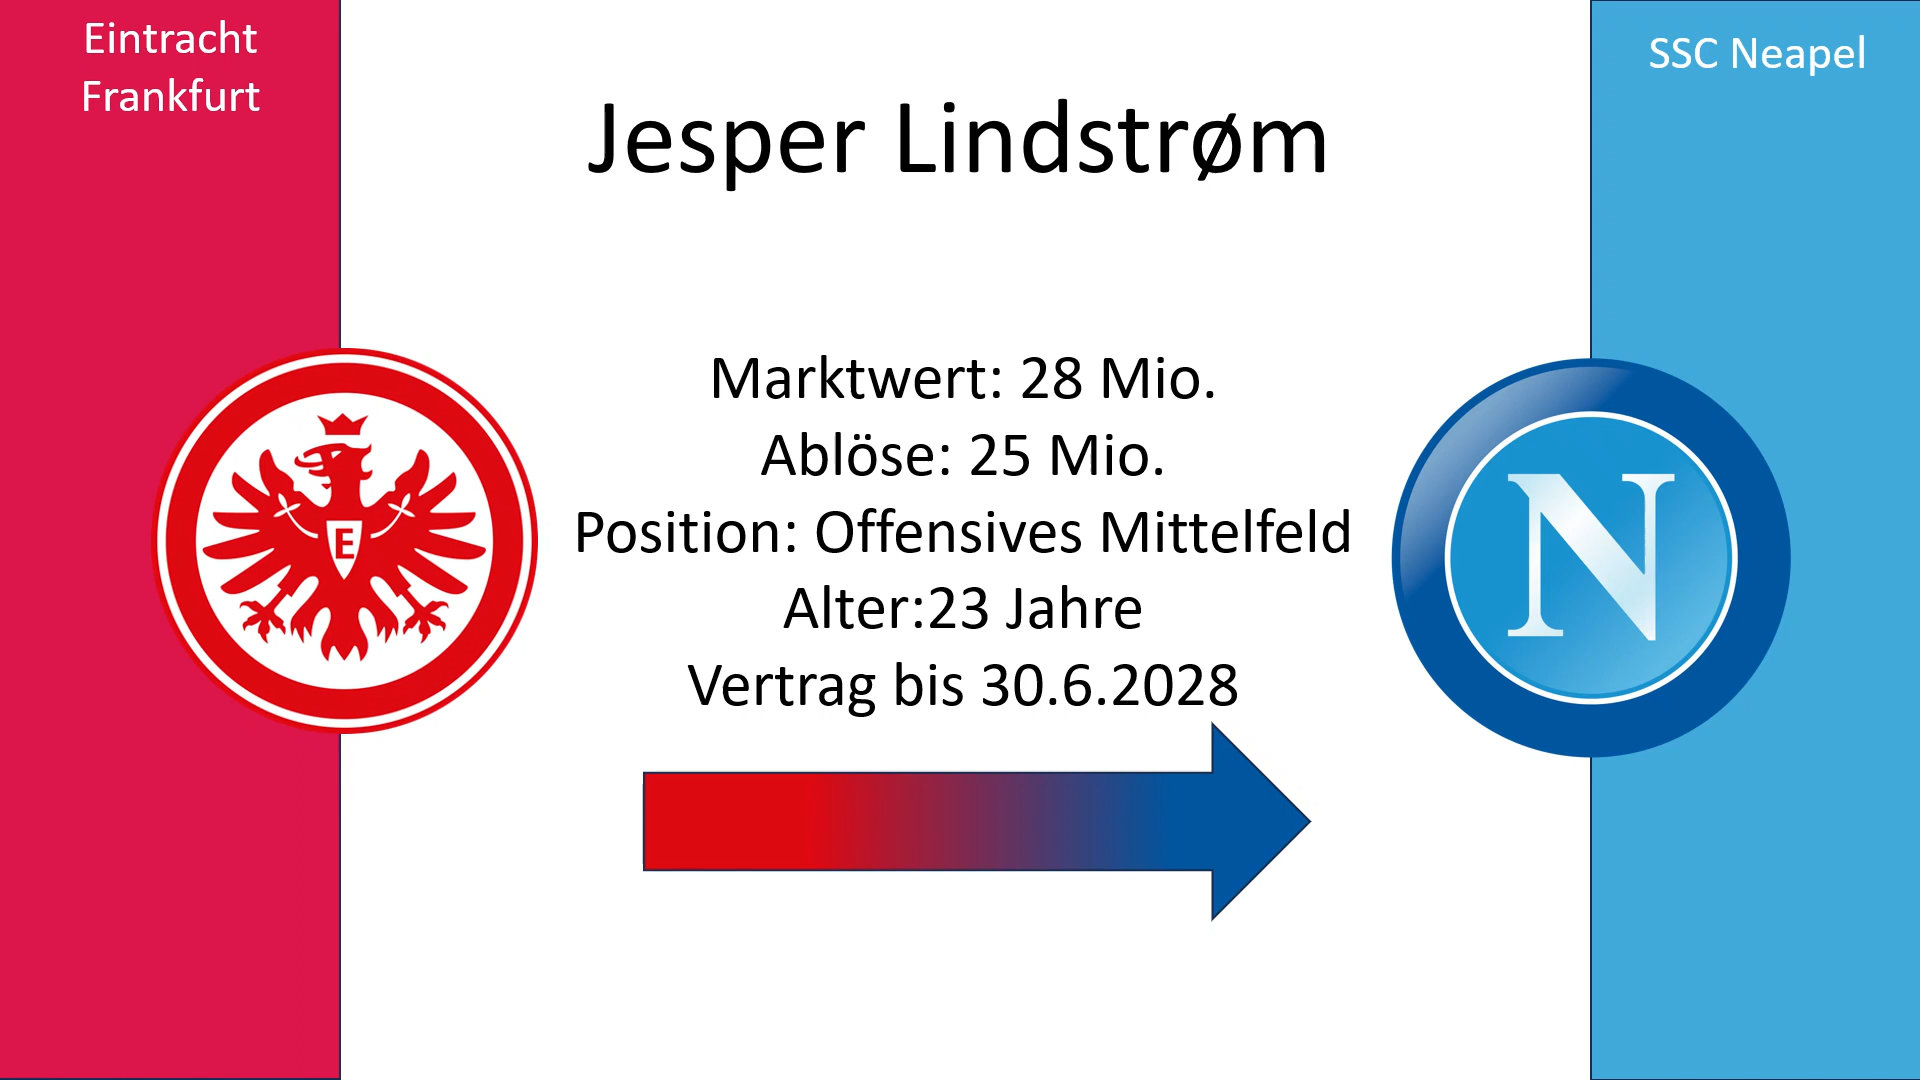 Eintracht
Frankfurt
SSC Neapel
Jesper Lindstrøm
Marktwert: 28 Mio.
Ablöse: 25 Mio.
Position: Offensives Mittelfeld
Alter:23 Jahre
Vertrag bis 30.6.2028
E
N